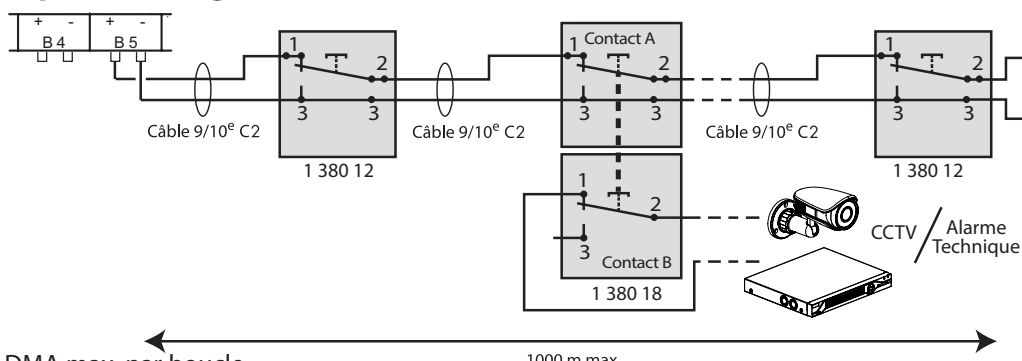 + - + -
B 4 B 5
1 2 3 3
1 380 12
Câble 9/10e C2
Contact A
1 2 3 3
Câble 9/10e C2
Câble 9/10e C2
1 2 3 3
1 380 12
1 2 3
Contact B
1 380 18
CCTV / Alarme
Technique
1000 m max
DMA max. par boucle